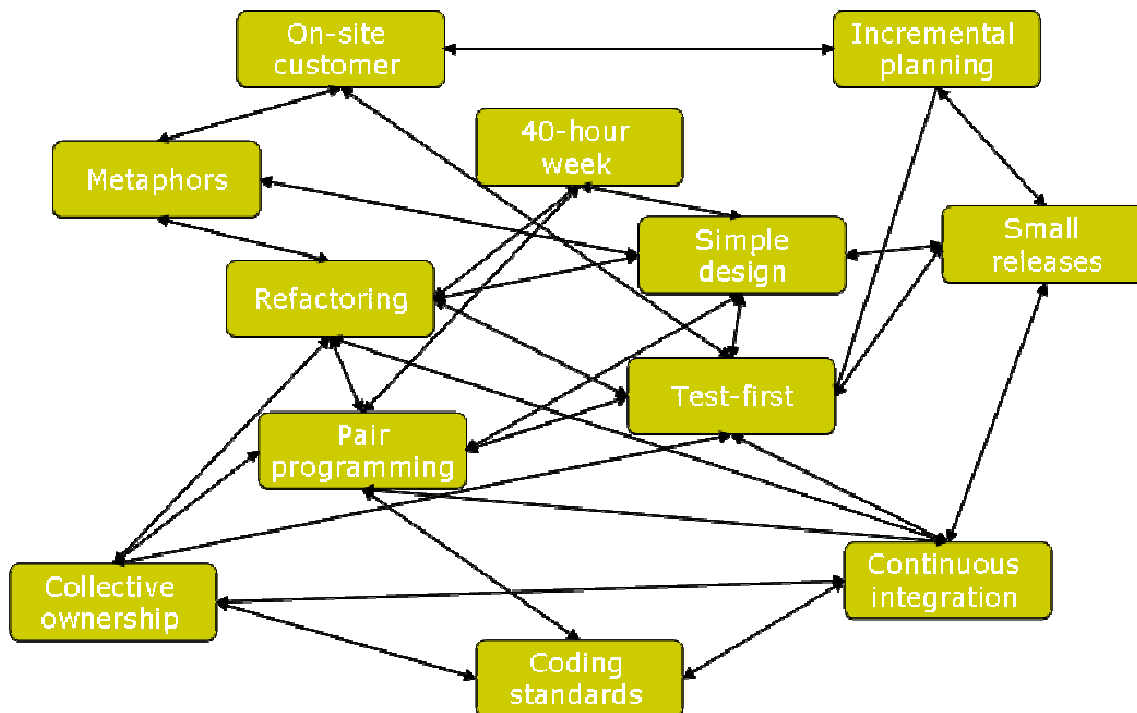 On-site
customer
Incremental
planning
40-hour
week
Metaphors
Simple
design
Small
releases
Refactoring
Test-first
Pair
programming
Continuous
integration
Collective
ownership
Coding
standards